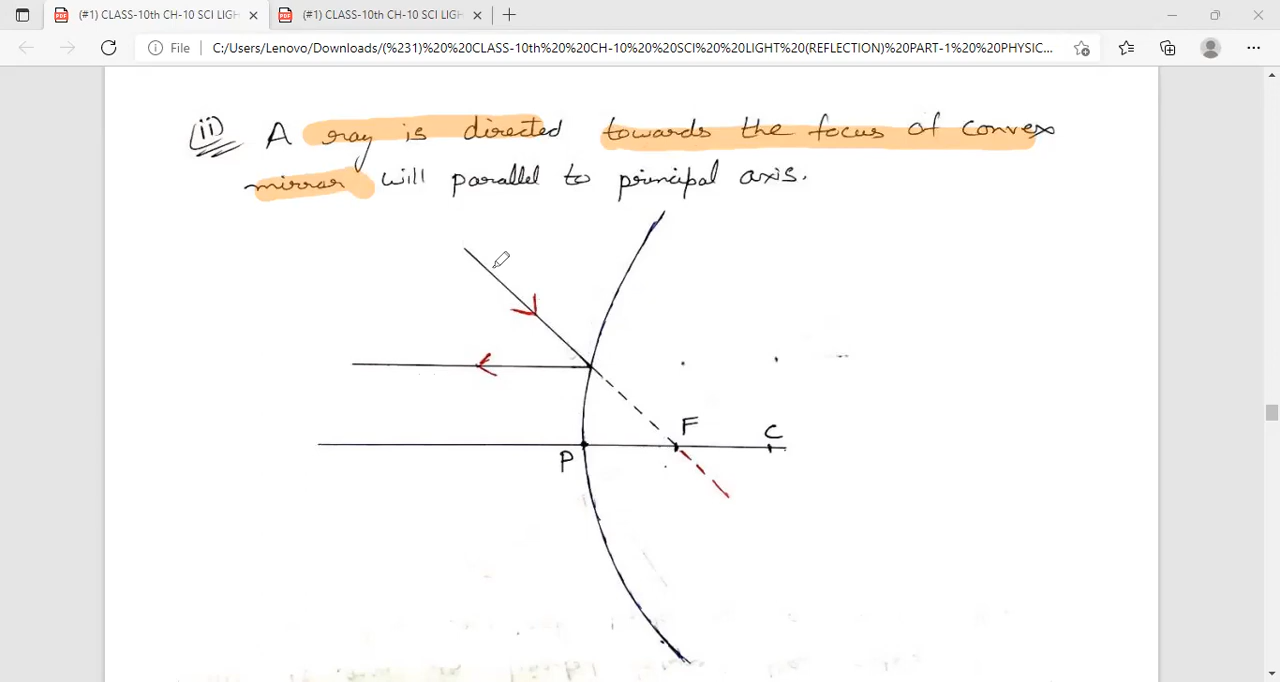 (#1) CLASS-10th CH-10 SCI LIGH
(#1) CLASS-10th CH-10 SCI LIGH
File
C:/Users/Lenovo/Downloads/(%231)%20%20CLASS-10th%20%20CH-10%20%20SCI%20%20LIGHT%20(REFLECTION)%20PART-1%20%20PHYSIC...
(ii) A ray is directed towards the focus of convex
mirror will parallel to principal axis.
F
C
P